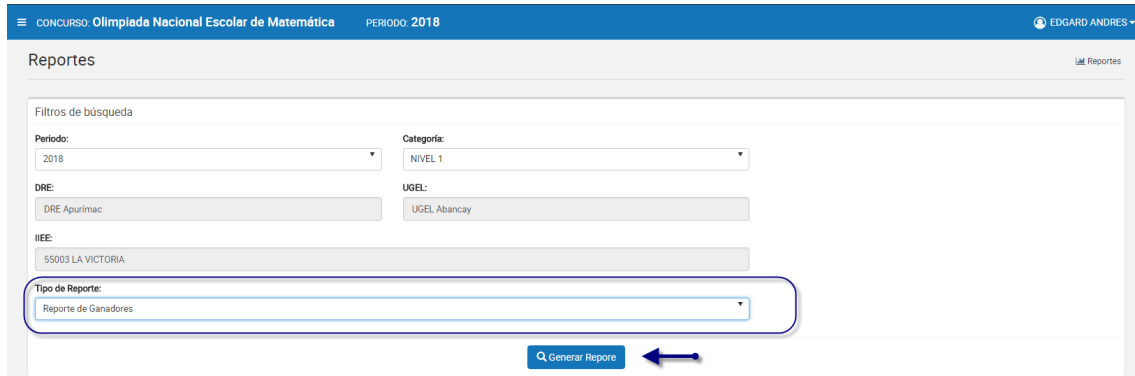 CONCURSO: Olimpiada Nacional Escolar de Matemática PERIODO: 2018 EDGARD ANDRES
Reportes Reportes
Filtros de búsqueda
Periodo: Categoría:
2018 NIVEL 1
DRE: UGEL:
DRE Apurímac UGEL Abancay
IIEE:
55003 LA VICTORIA
Tipo de Reporte:
Reporte de Ganadores
Generar Repore